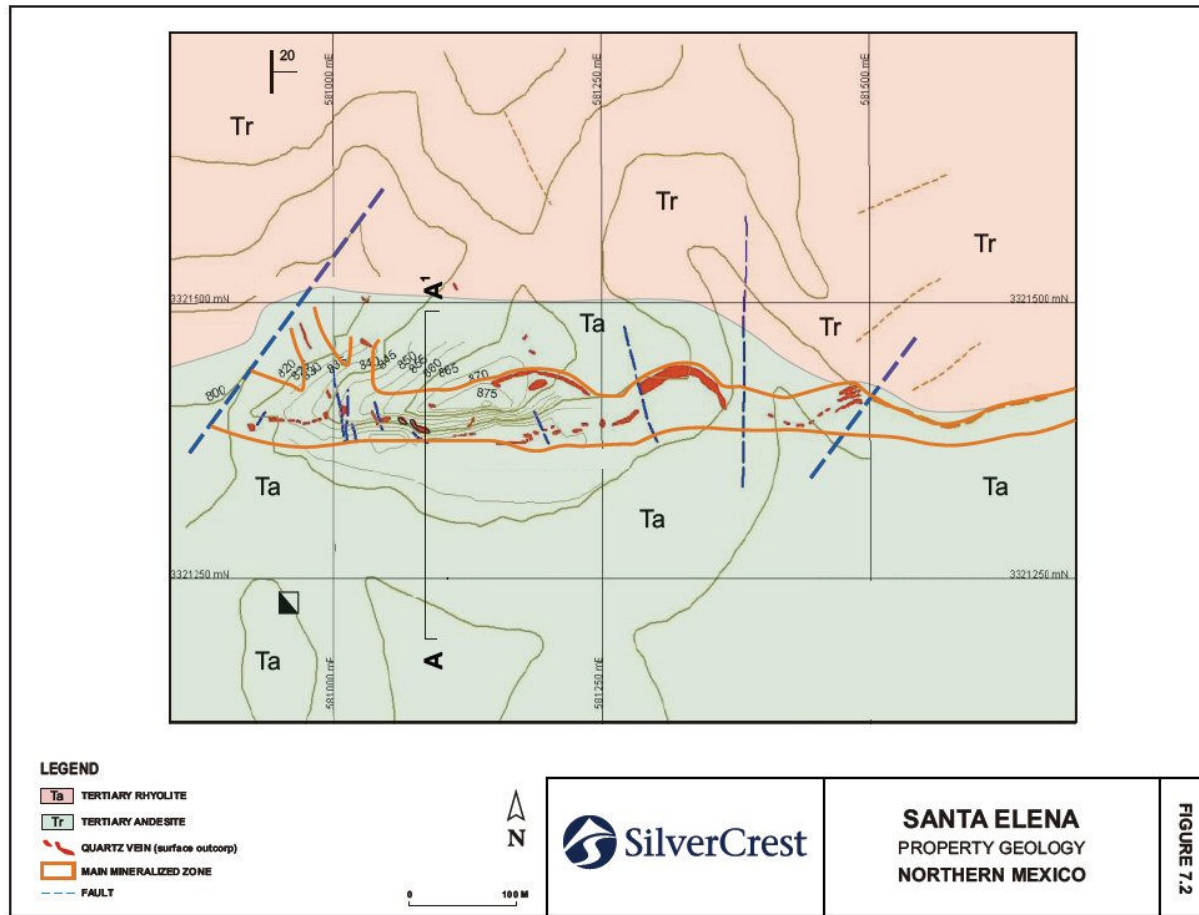 20
581000 mE
581250 mE
581500 mE
Tr
Tr
Tr
A¹
3321500 mN
3321500 mN
Tr
Ta
820
830
835
845
850
860
865
870
875
800
Ta
Ta
Ta
3321250 mN
3321250 mN
Ta
A
581000 mE
581250 mE
LEGEND
Ta TERTIARY RHYOLITE
Tr TERTIARY ANDESITE
QUARTZ VEIN (surface outcorp)
MAIN MINERALIZED ZONE
FAULT
N
0 100 M
SilverCrest
SANTA ELENA
PROPERTY GEOLOGY
NORTHERN MEXICO
FIGURE 7.2